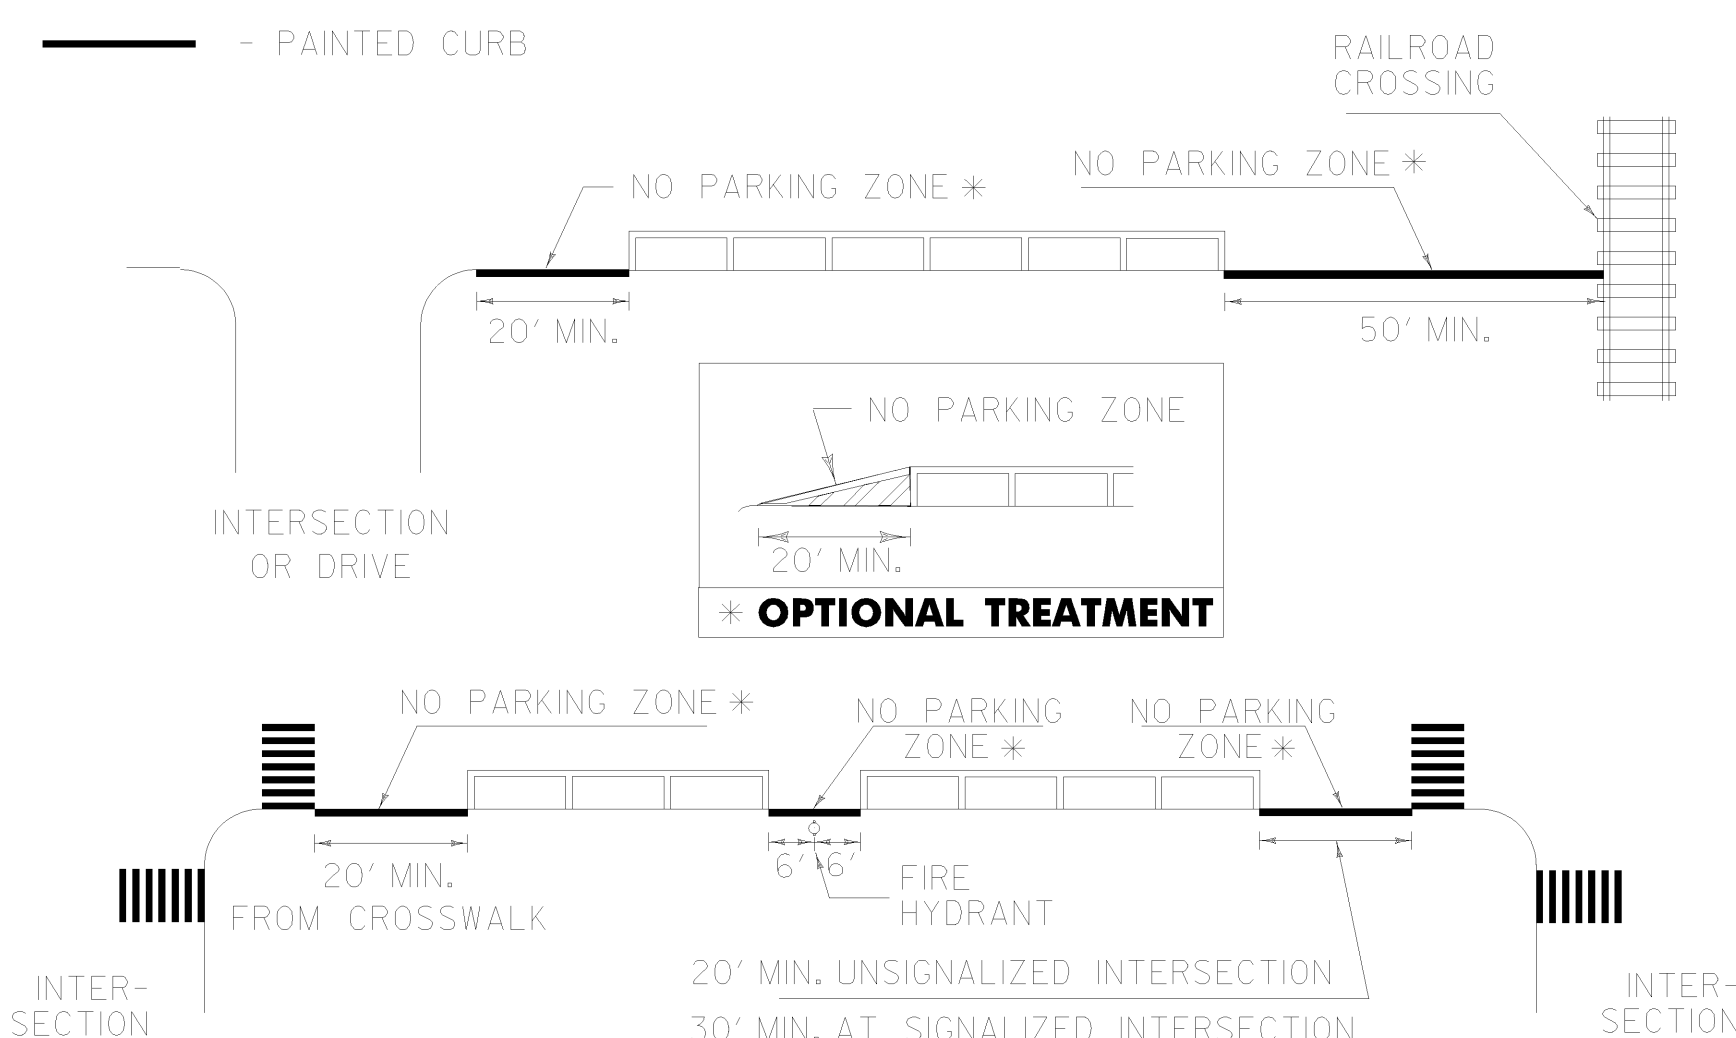 - PAINTED CURB
RAILROAD
CROSSING
NO PARKING ZONE *
NO PARKING ZONE *
20' MIN.
50' MIN.
NO PARKING ZONE
20' MIN.
* OPTIONAL TREATMENT
INTERSECTION
OR DRIVE
NO PARKING ZONE *
NO PARKING
ZONE *
NO PARKING
ZONE *
20' MIN.
FROM CROSSWALK
6' 6'
FIRE
HYDRANT
20' MIN. UNSIGNALIZED INTERSECTION
30' MIN. AT SIGNALIZED INTERSECTION
INTER-
SECTION
INTER-
SECTION